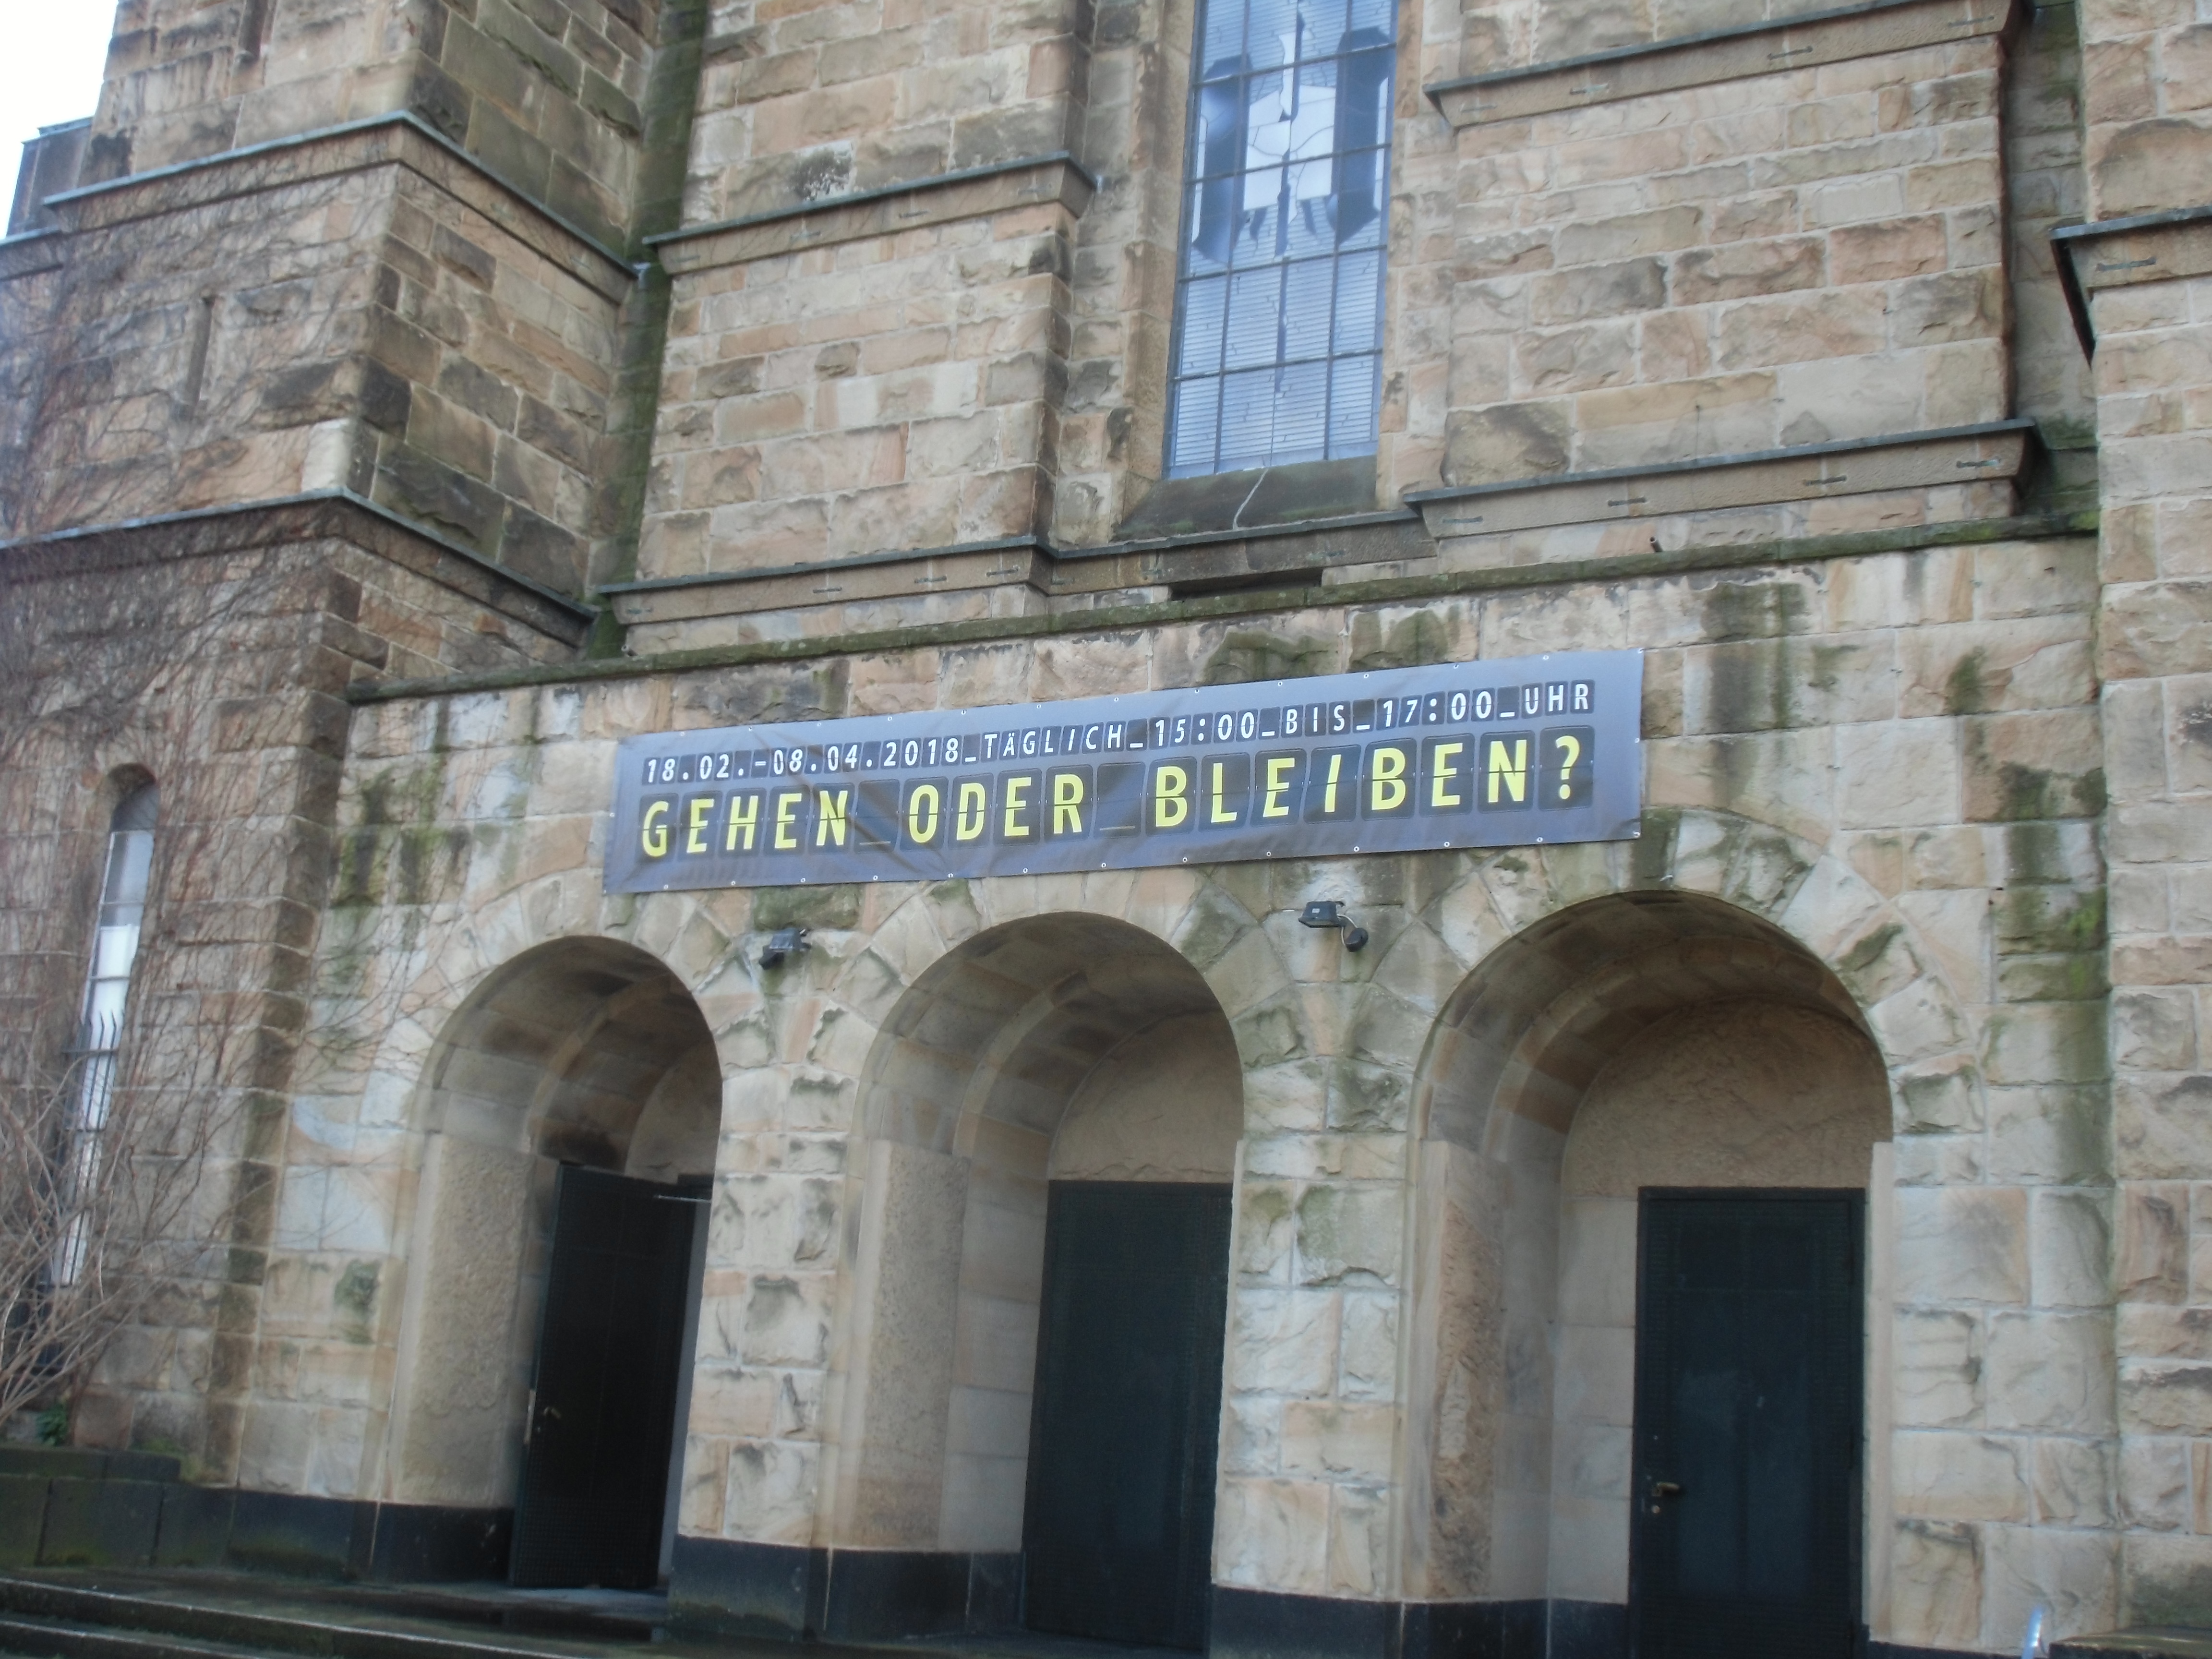 18.02.-08.04.2018_TÄGLICH_15:00_BIS_17:00_UHR
GEHEN_ODER_BLEIBEN?